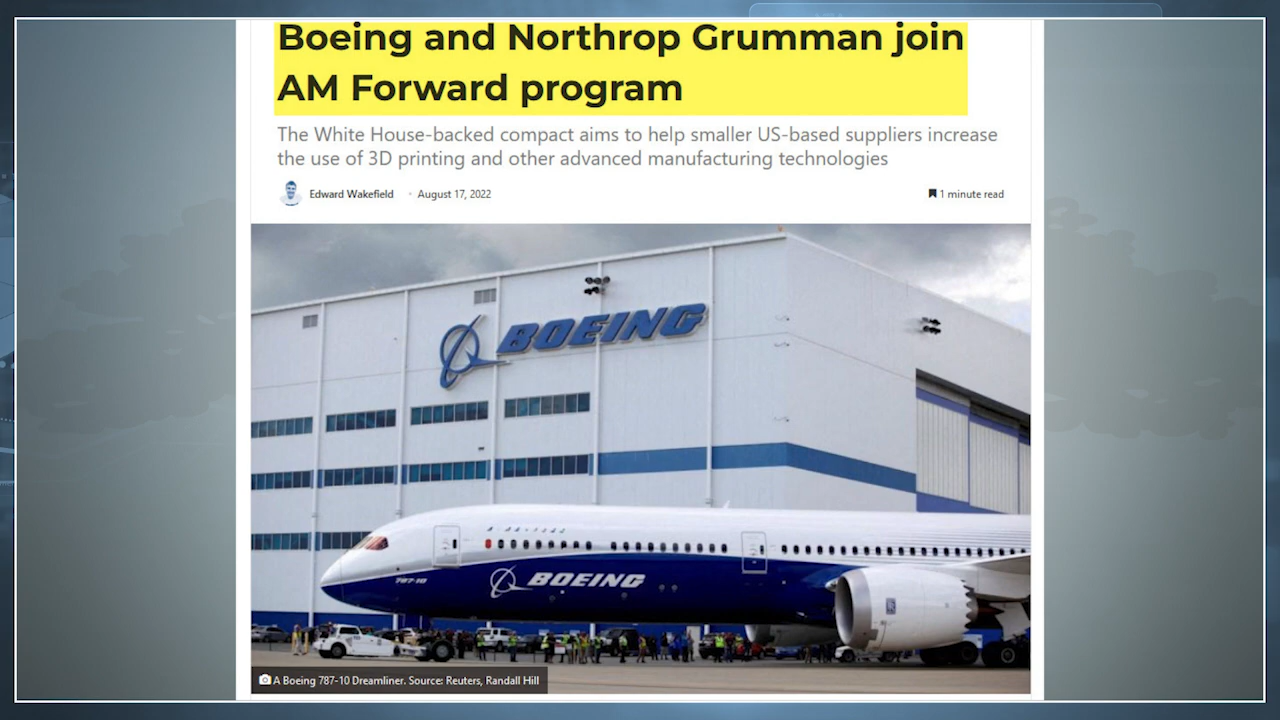 Boeing and Northrop Grumman join
AM Forward program
The White House-backed compact aims to help smaller US-based suppliers increase
the use of 3D printing and other advanced manufacturing technologies
Edward Wakefield
August 17, 2022
1 minute read
BOEING
787-10
BOEING
A Boeing 787-10 Dreamliner. Source: Reuters, Randall Hill